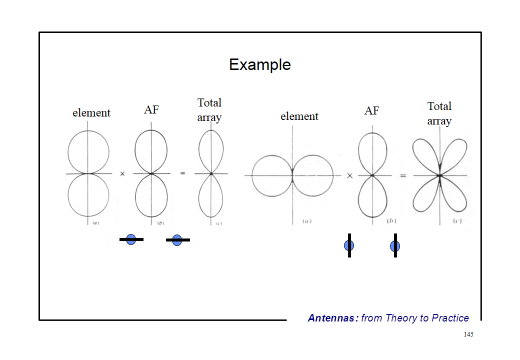 Example
element AF Total array
element AF Total array
× =
× =
(a) (b) (c)
(a') (b') (c')
Antennas: from Theory to Practice
145